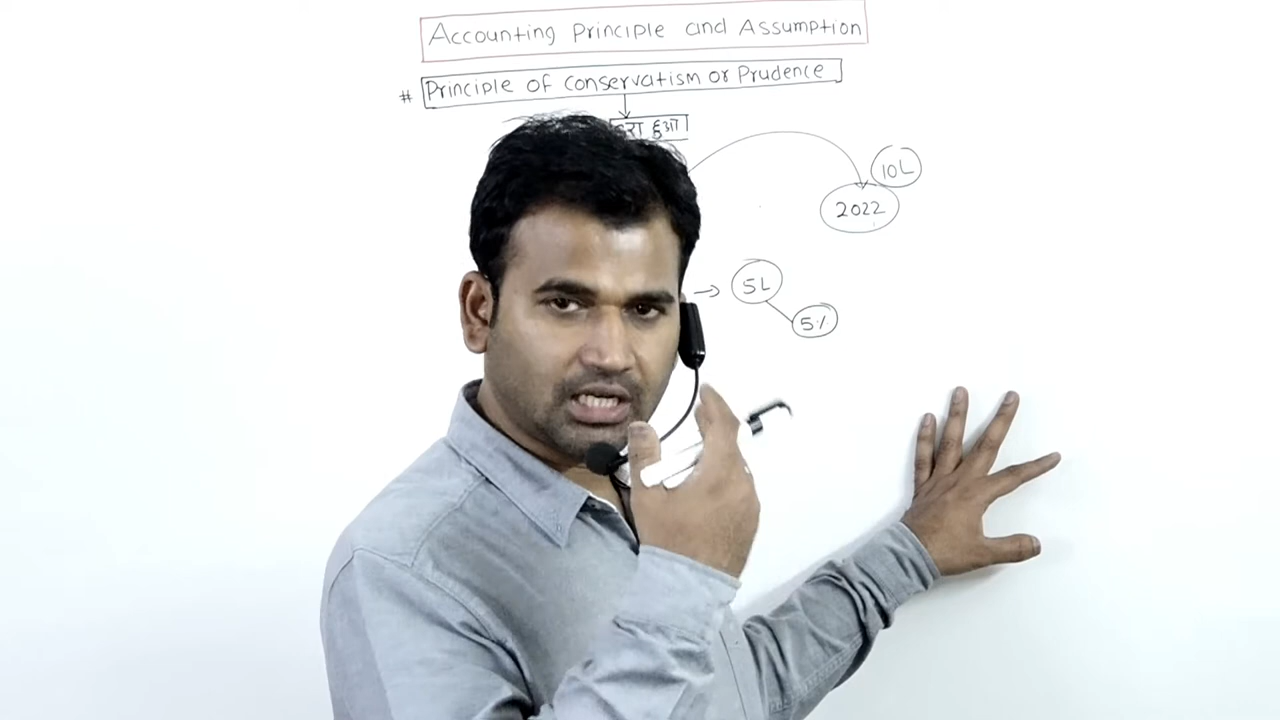 Accounting Principle and Assumption
# Principle of Conservatism or Prudence
हुआ
10L
2022
→ 5L
5%